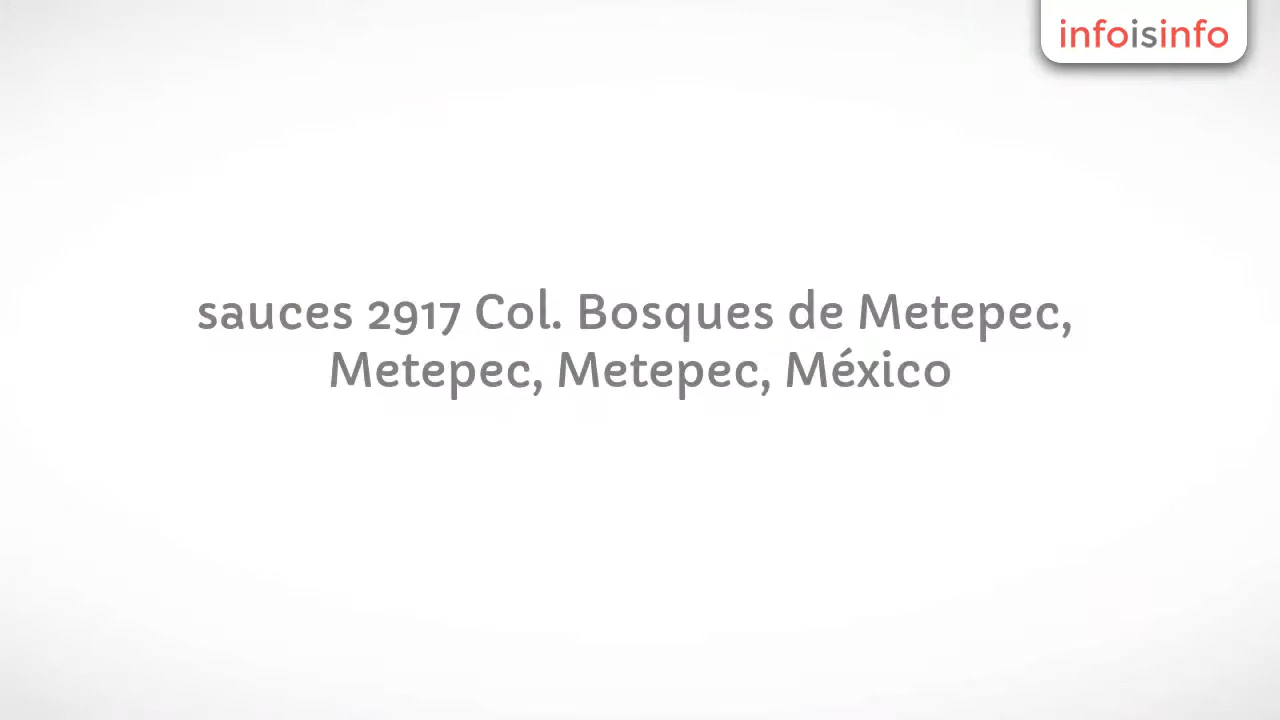 infoisinfo
sauces 2917 Col. Bosques de Metepec,
Metepec, Metepec, México